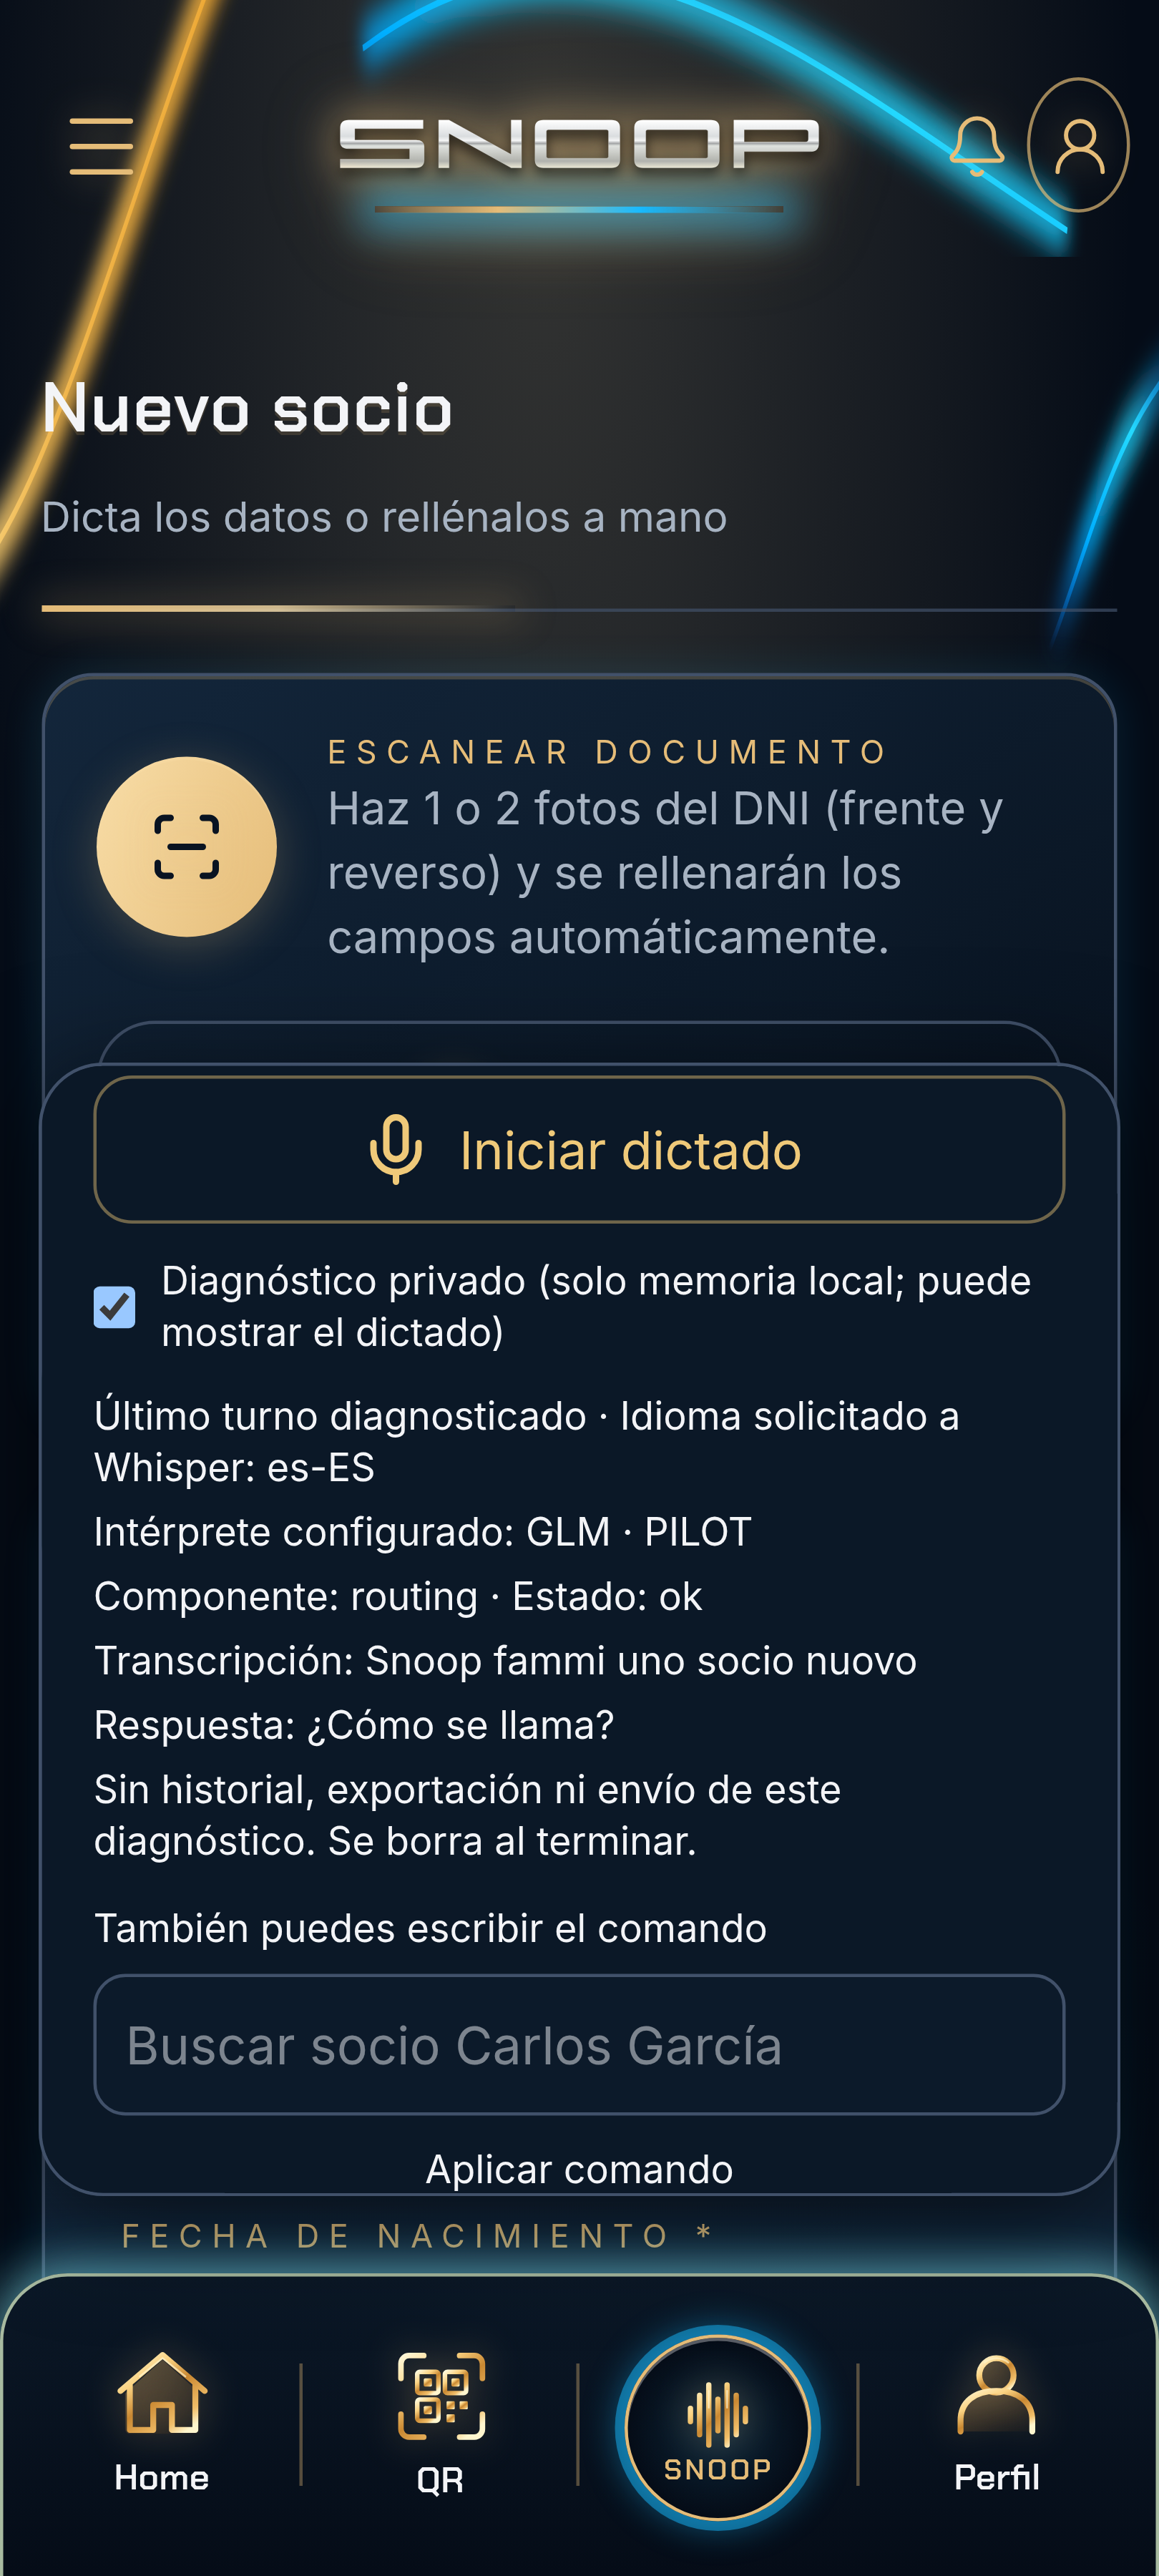 SNOOP
Nuevo socio
Dicta los datos o rellénalos a mano
ESCANEAR DOCUMENTO
Haz 1 o 2 fotos del DNI (frente y
reverso) y se rellenarán los
campos automáticamente.
Iniciar dictado
Diagnóstico privado (solo memoria local; puede
mostrar el dictado)
Último turno diagnosticado · Idioma solicitado a
Whisper: es-ES
Intérprete configurado: GLM · PILOT
Componente: routing · Estado: ok
Transcripción: Snoop fammi uno socio nuovo
Respuesta: ¿Cómo se llama?
Sin historial, exportación ni envío de este
diagnóstico. Se borra al terminar.
También puedes escribir el comando
Buscar socio Carlos García
Aplicar comando
FECHA DE NACIMIENTO *
Home
QR
SNOOP
Perfil